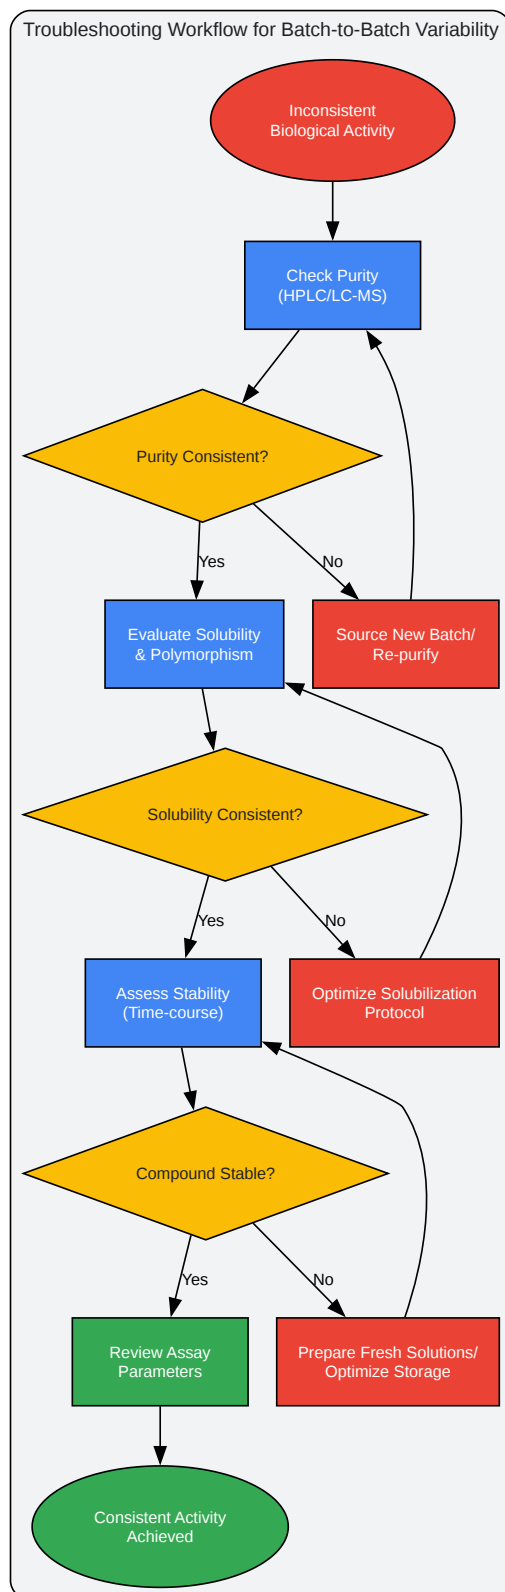 Troubleshooting Workflow for Batch-to-Batch Variability
Inconsistent
Biological Activity
Check Purity
(HPLC/LC-MS)
Purity Consistent?
Yes
No
Evaluate Solubility
& Polymorphism
Source New Batch/
Re-purify
Solubility Consistent?
Yes
No
Assess Stability
(Time-course)
Optimize Solubilization
Protocol
Compound Stable?
Yes
No
Review Assay
Parameters
Prepare Fresh Solutions/
Optimize Storage
Consistent Activity
Achieved